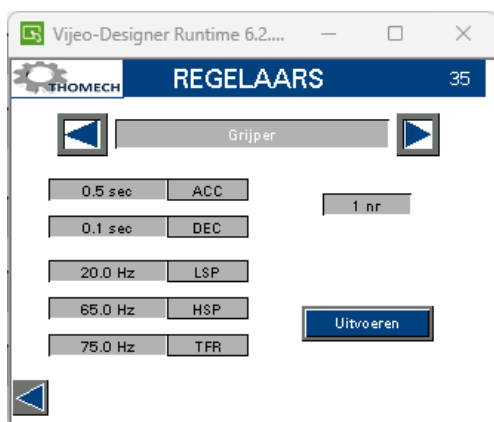 Vijeo-Designer Runtime 6.2....
THOMECH REGELAARS 35
Grijper
0.5 sec ACC
1 nr
0.1 sec DEC
20.0 Hz LSP
65.0 Hz HSP
Uitvoeren
75.0 Hz TFR